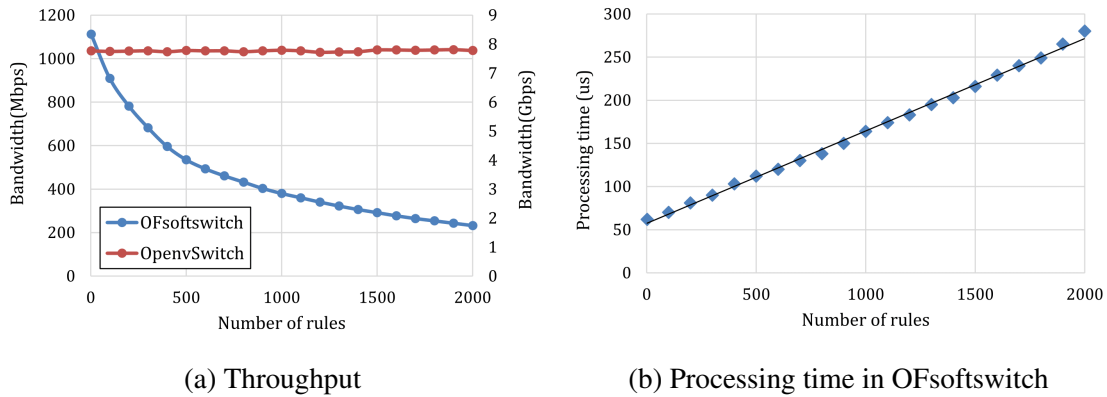 1200
1000
800
600
400
200
0
Bandwidth(Mbps)
9
8
7
6
5
4
3
2
1
0
Bandwidth(Gbps)
OFsoftswitch
OpenvSwitch
0 500 1000 1500 2000
Number of rules
(a) Throughput
300
250
200
150
100
50
0
Processing time (us)
0 500 1000 1500 2000
Number of rules
(b) Processing time in OFsoftswitch